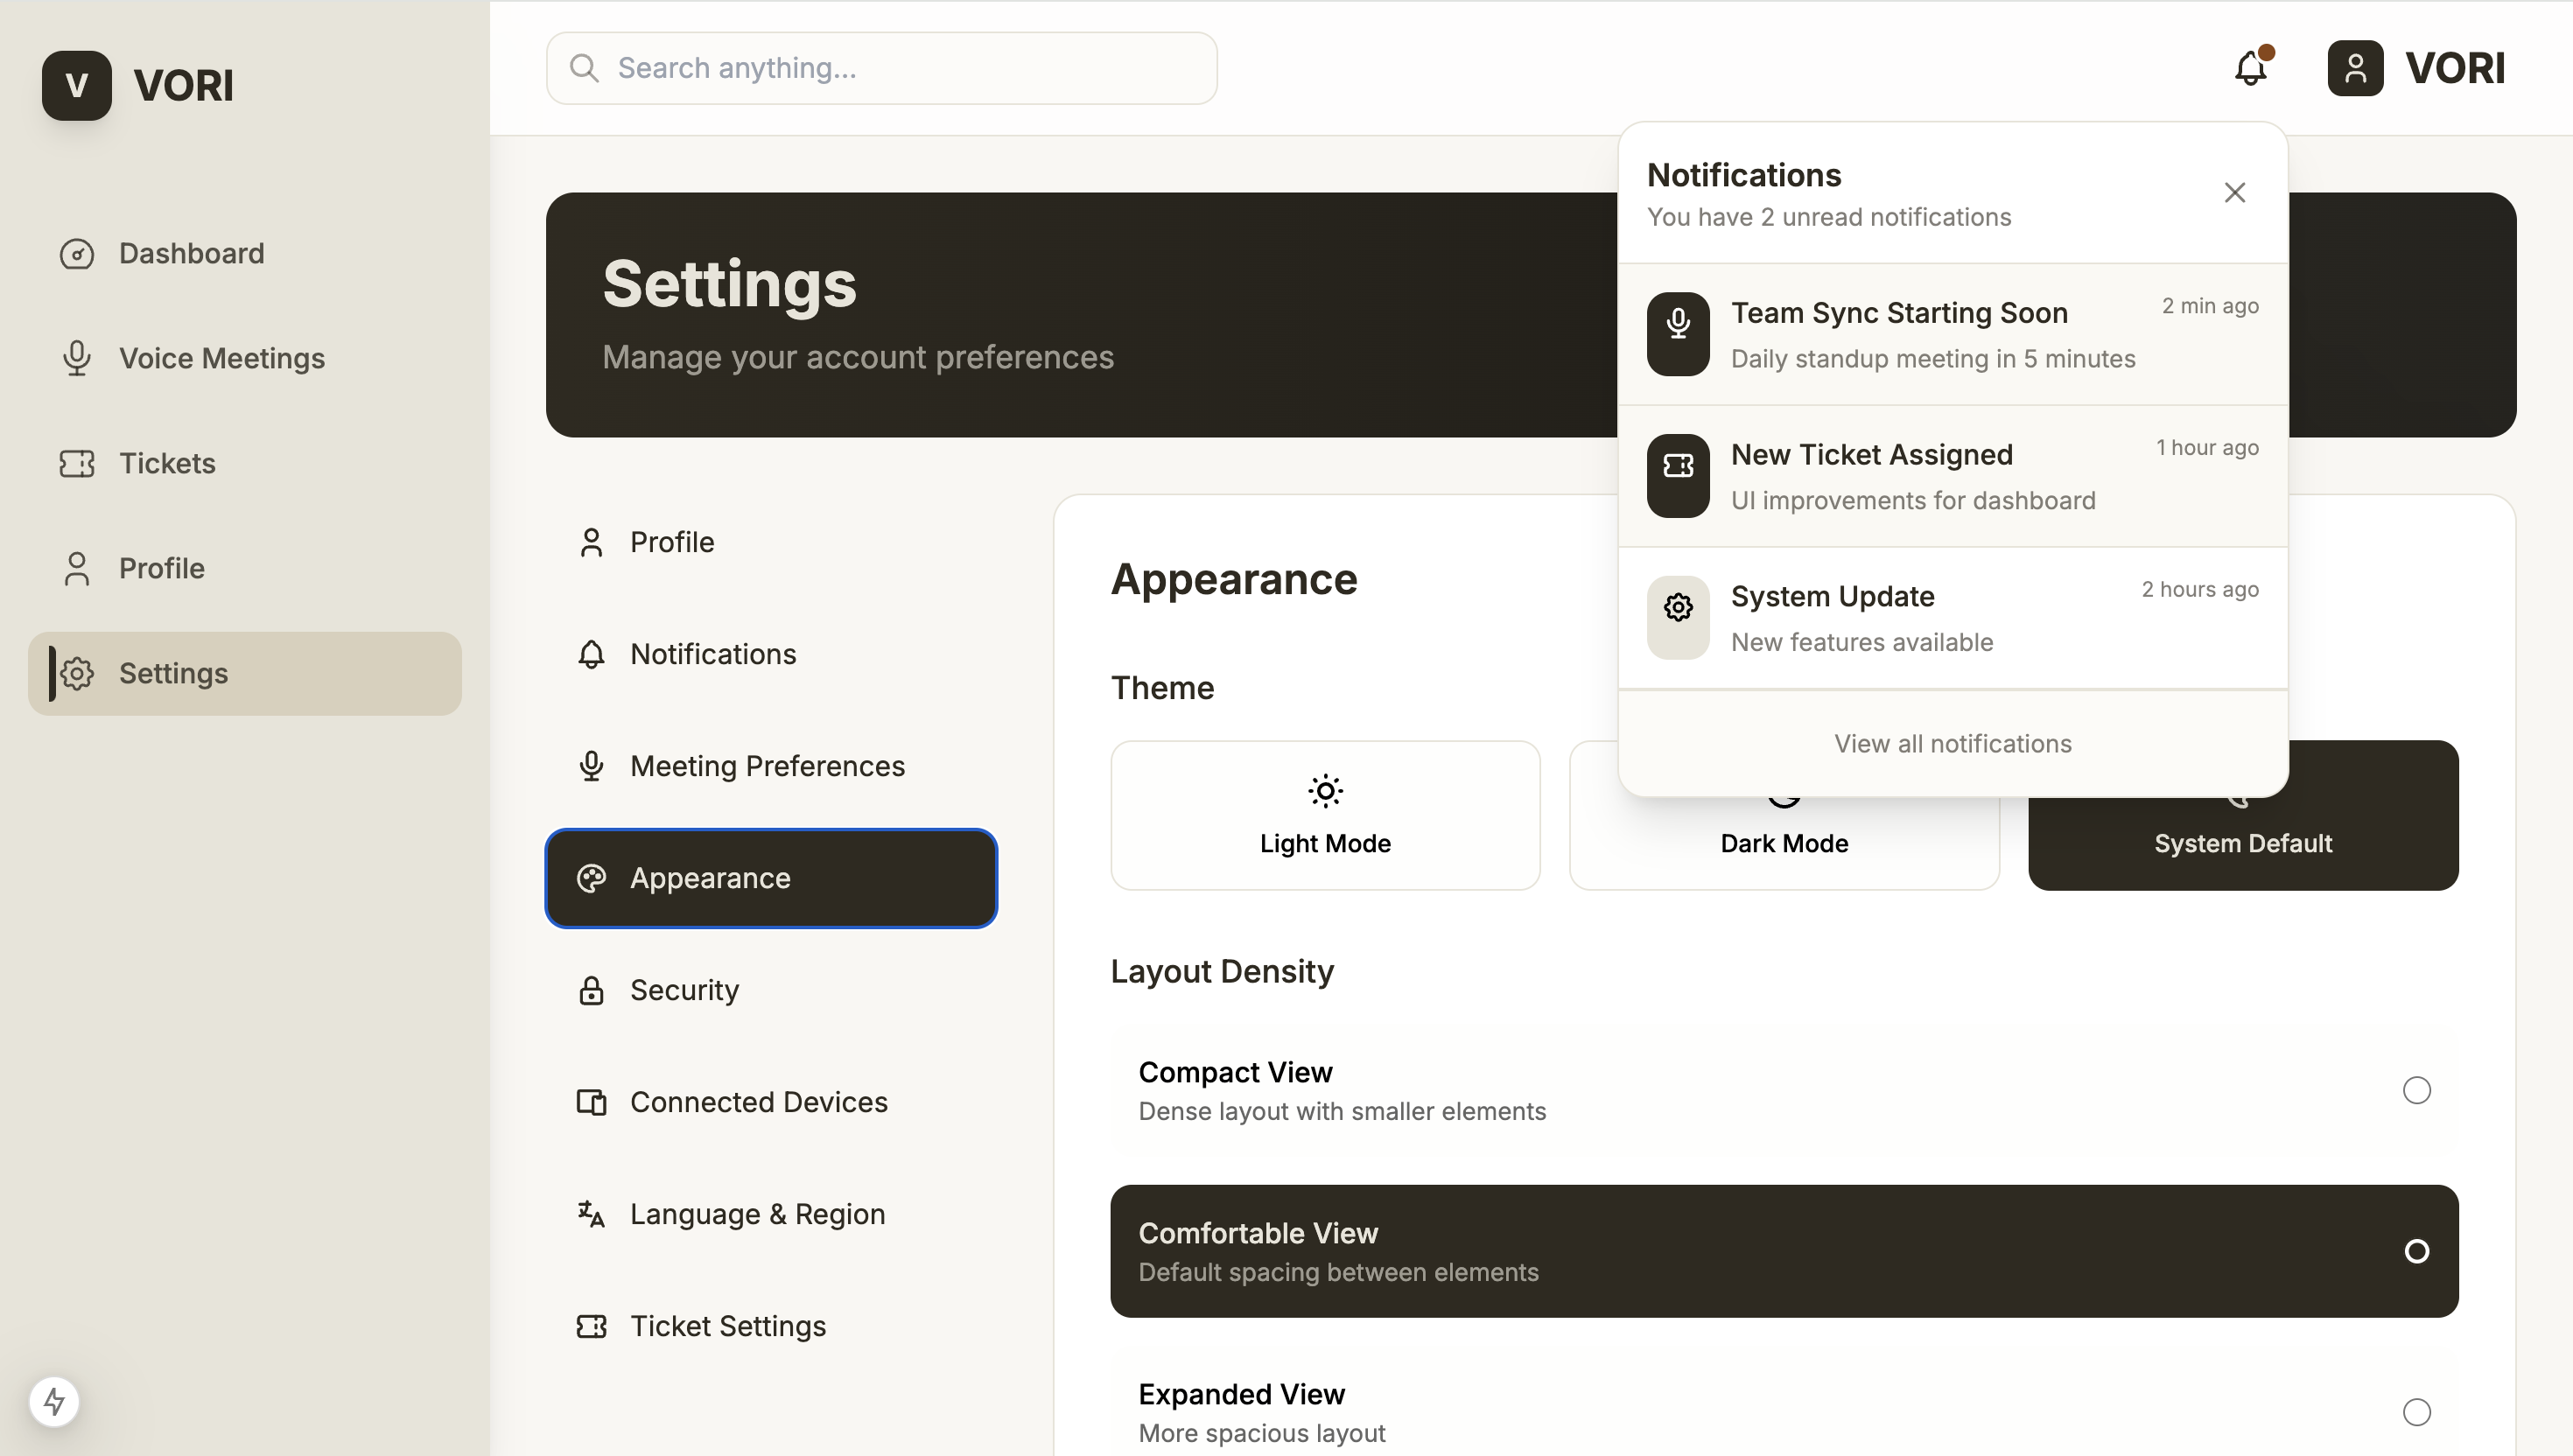 V VORI
Dashboard
Voice Meetings
Tickets
Profile
Settings
Search anything...
VORI
Settings
Manage your account preferences
Notifications
You have 2 unread notifications
Team Sync Starting Soon
2 min ago
Daily standup meeting in 5 minutes
New Ticket Assigned
1 hour ago
UI improvements for dashboard
System Update
2 hours ago
New features available
View all notifications
Profile
Notifications
Meeting Preferences
Appearance
Security
Connected Devices
Language & Region
Ticket Settings
Appearance
Theme
Light Mode
Dark Mode
System Default
Layout Density
Compact View
Dense layout with smaller elements
Comfortable View
Default spacing between elements
Expanded View
More spacious layout